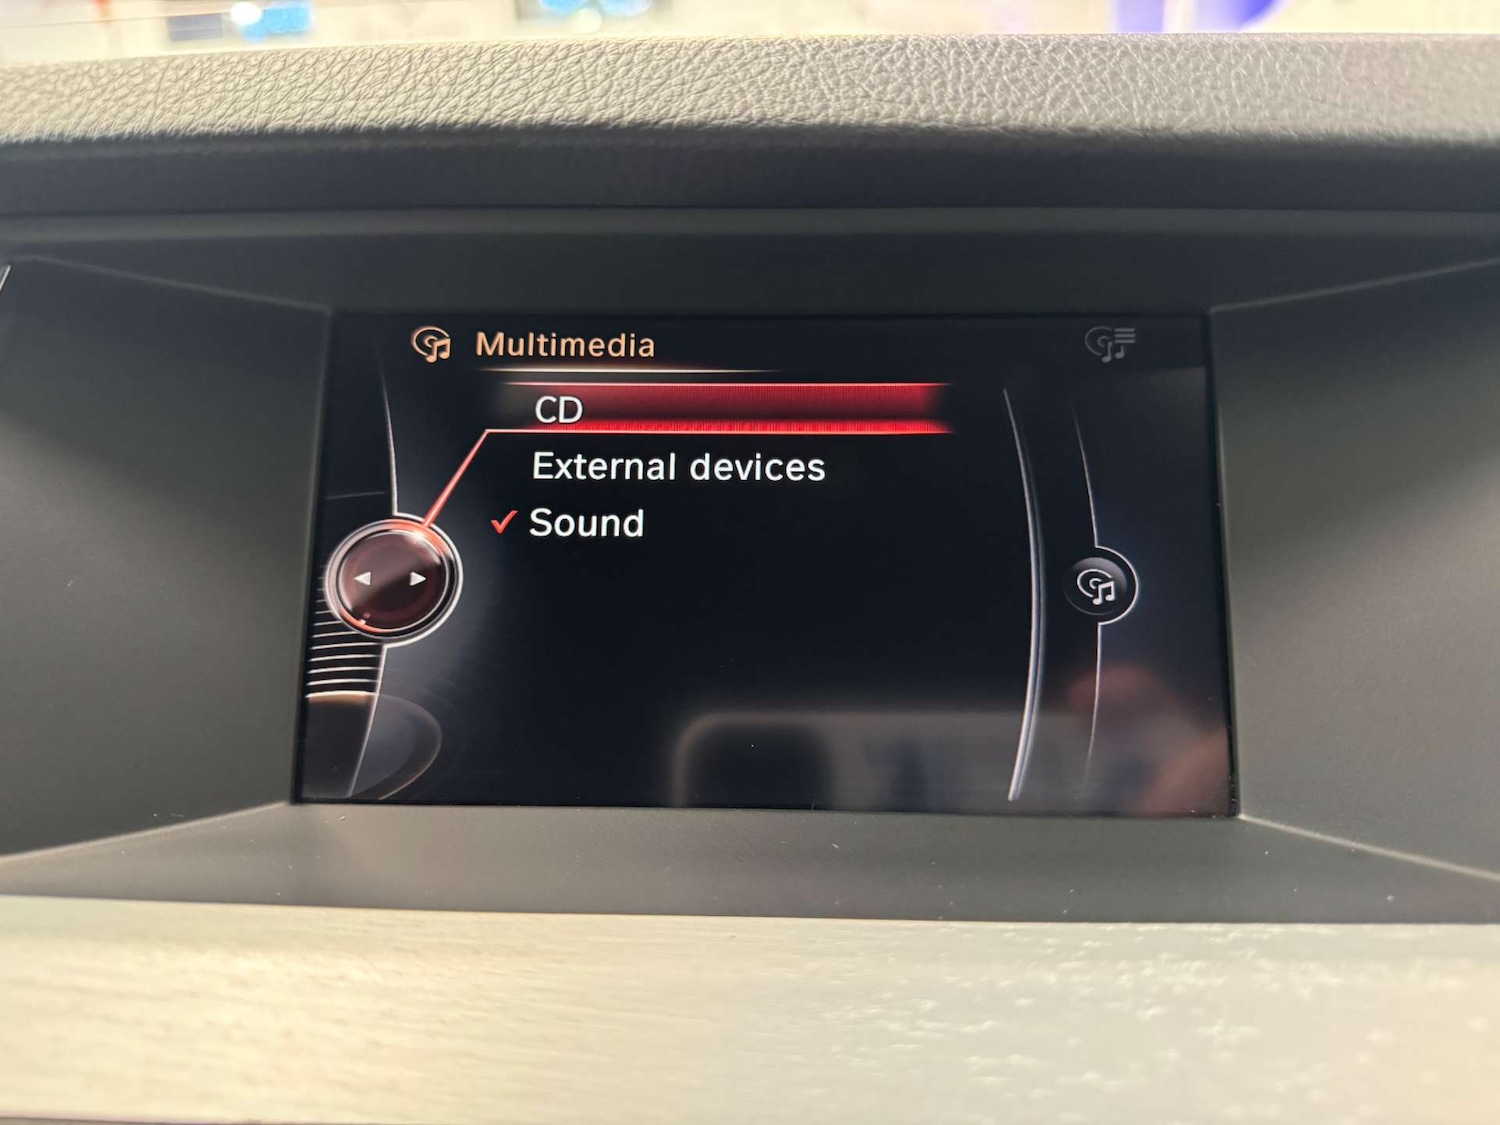 Multimedia
CD
External devices
Sound